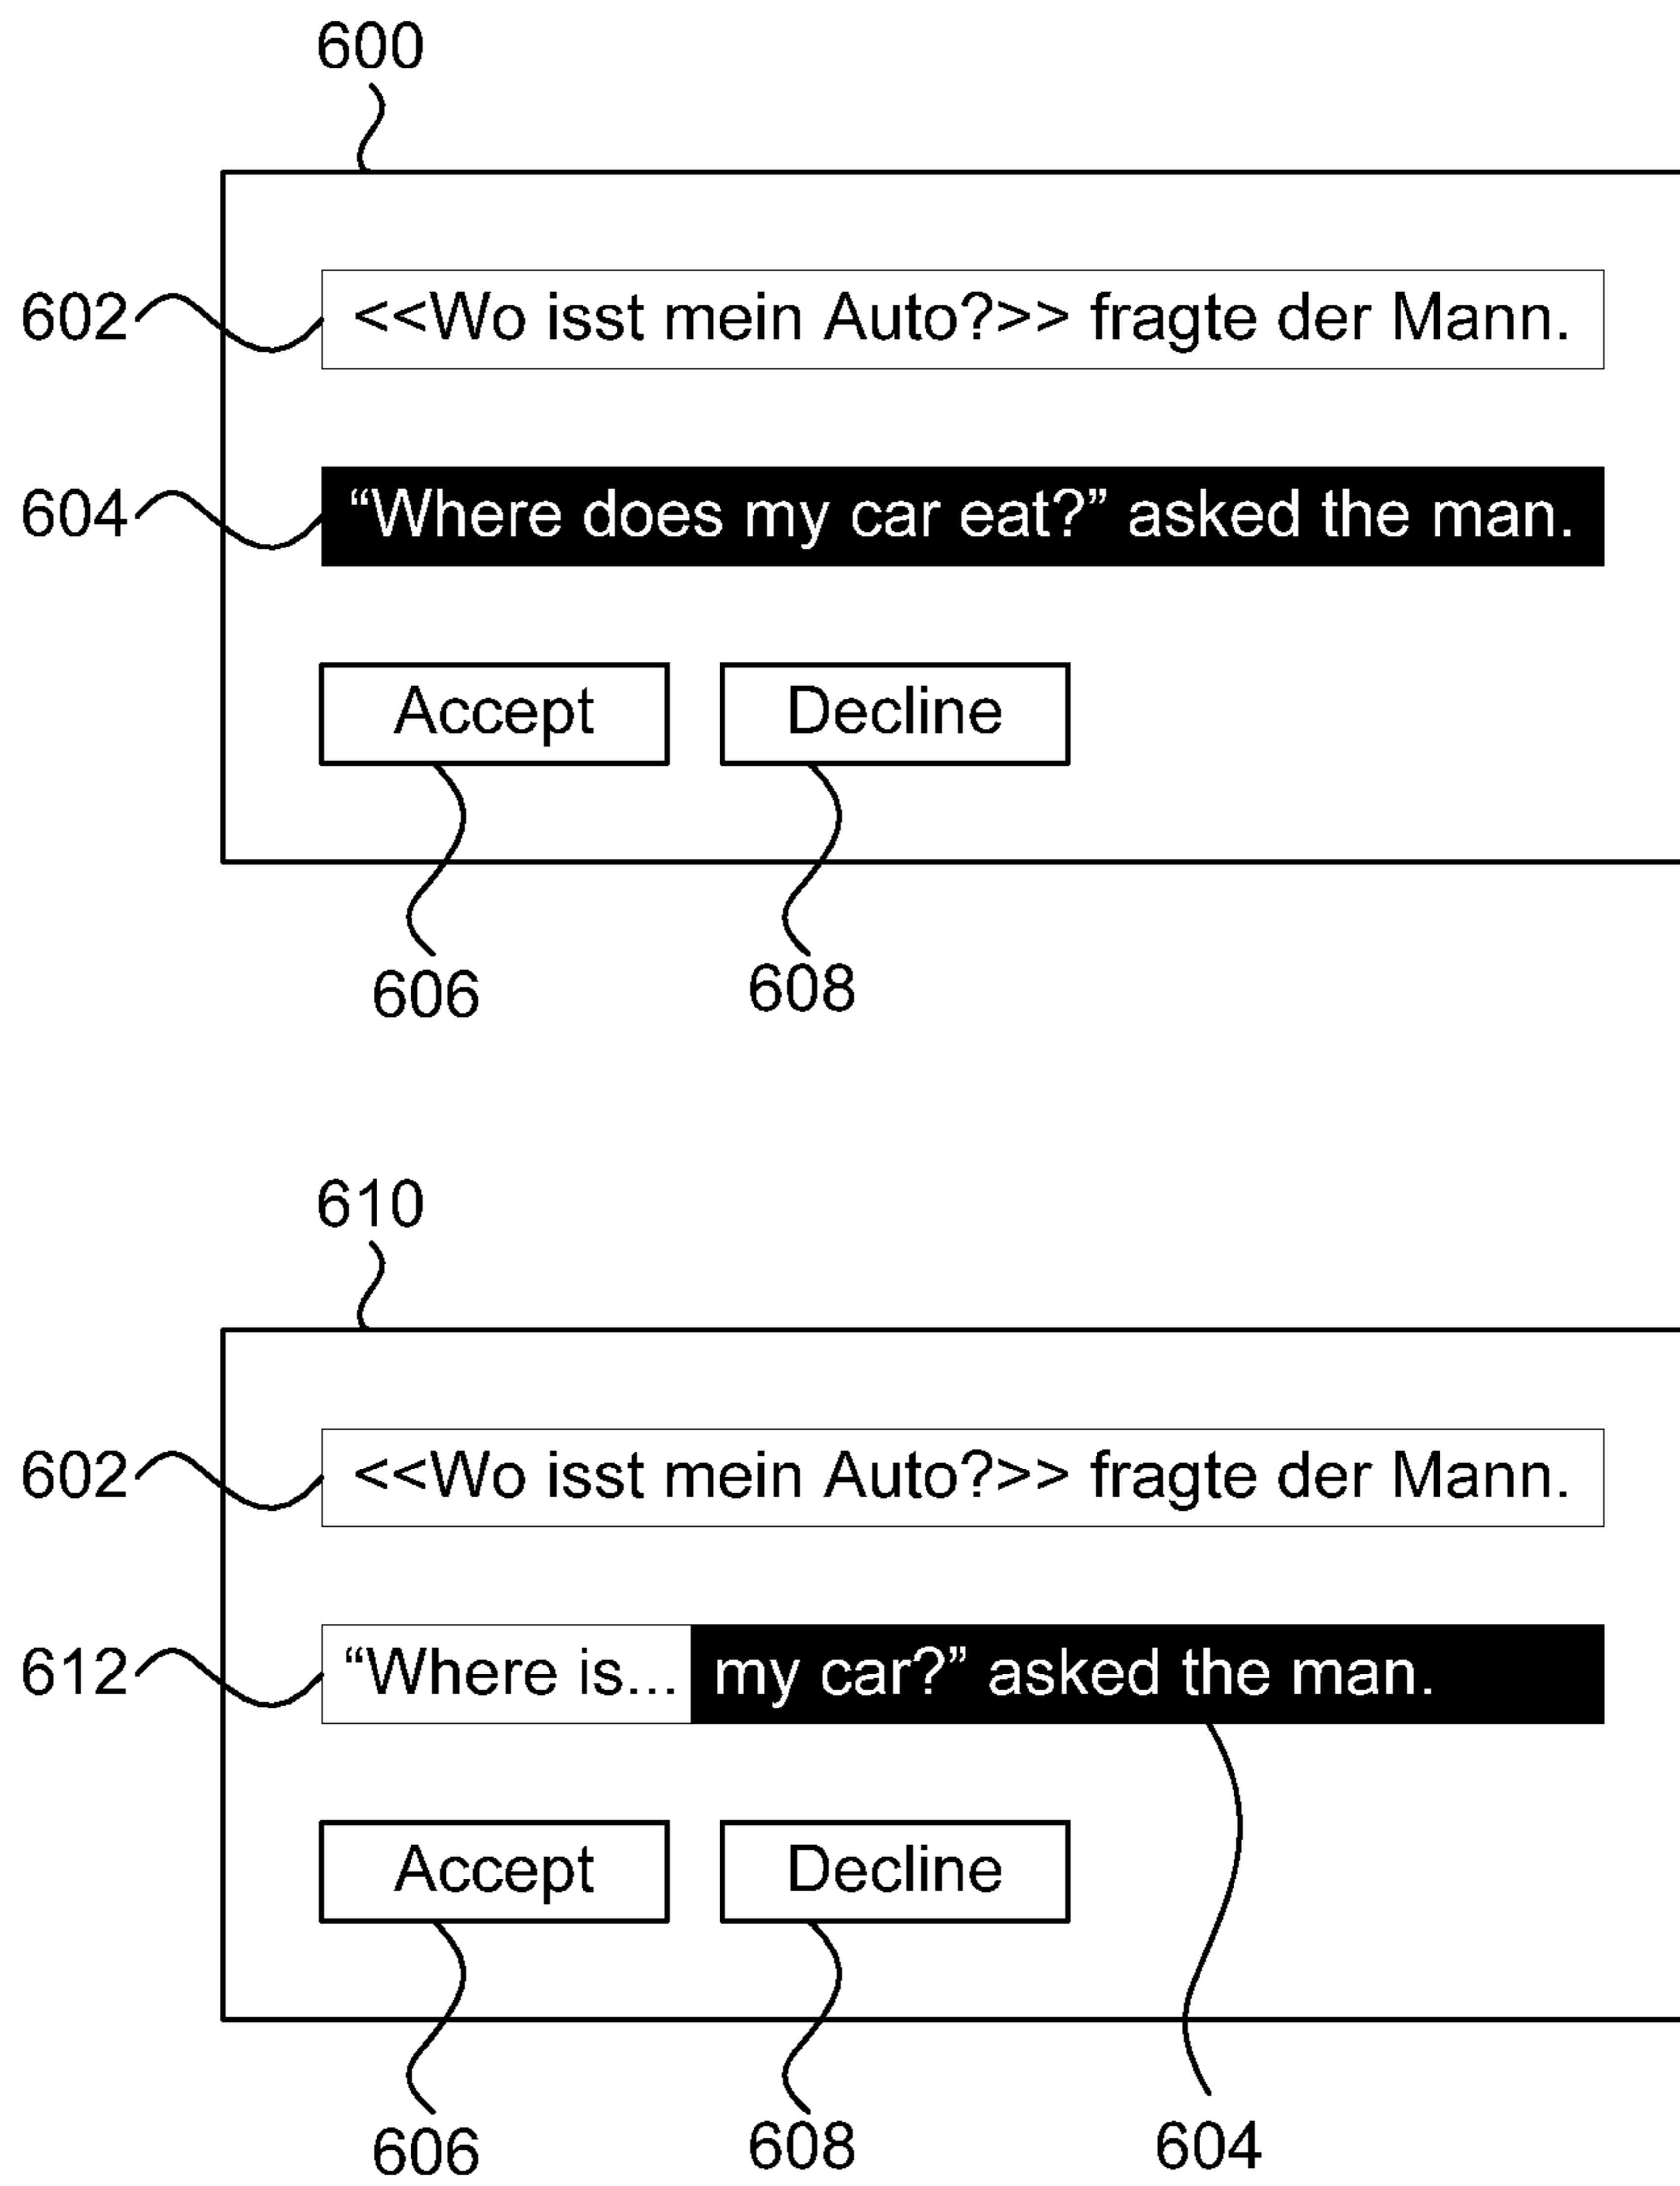 600
602 <<Wo isst mein Auto?>> fragte der Mann.
604 “Where does my car eat?” asked the man.
Accept Decline
606 608
610
602 <<Wo isst mein Auto?>> fragte der Mann.
612 “Where is... my car?” asked the man.
Accept Decline
606 608 604